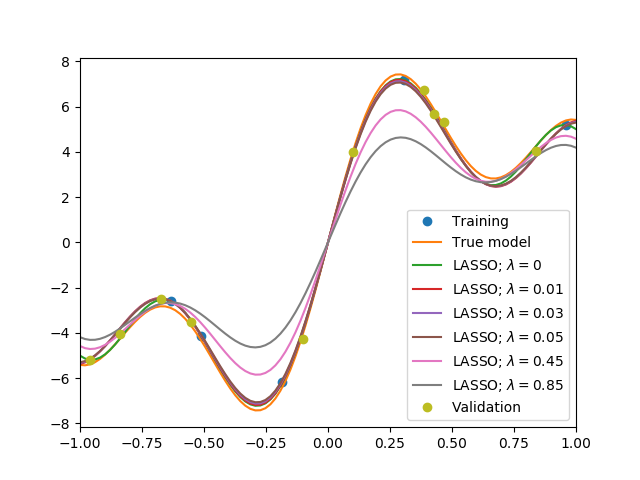 8
6
4
2
0
−2
−4
−6
−8
−1.00 −0.75 −0.50 −0.25 0.00 0.25 0.50 0.75 1.00
Training
True model
LASSO; λ = 0
LASSO; λ = 0.01
LASSO; λ = 0.03
LASSO; λ = 0.05
LASSO; λ = 0.45
LASSO; λ = 0.85
Validation